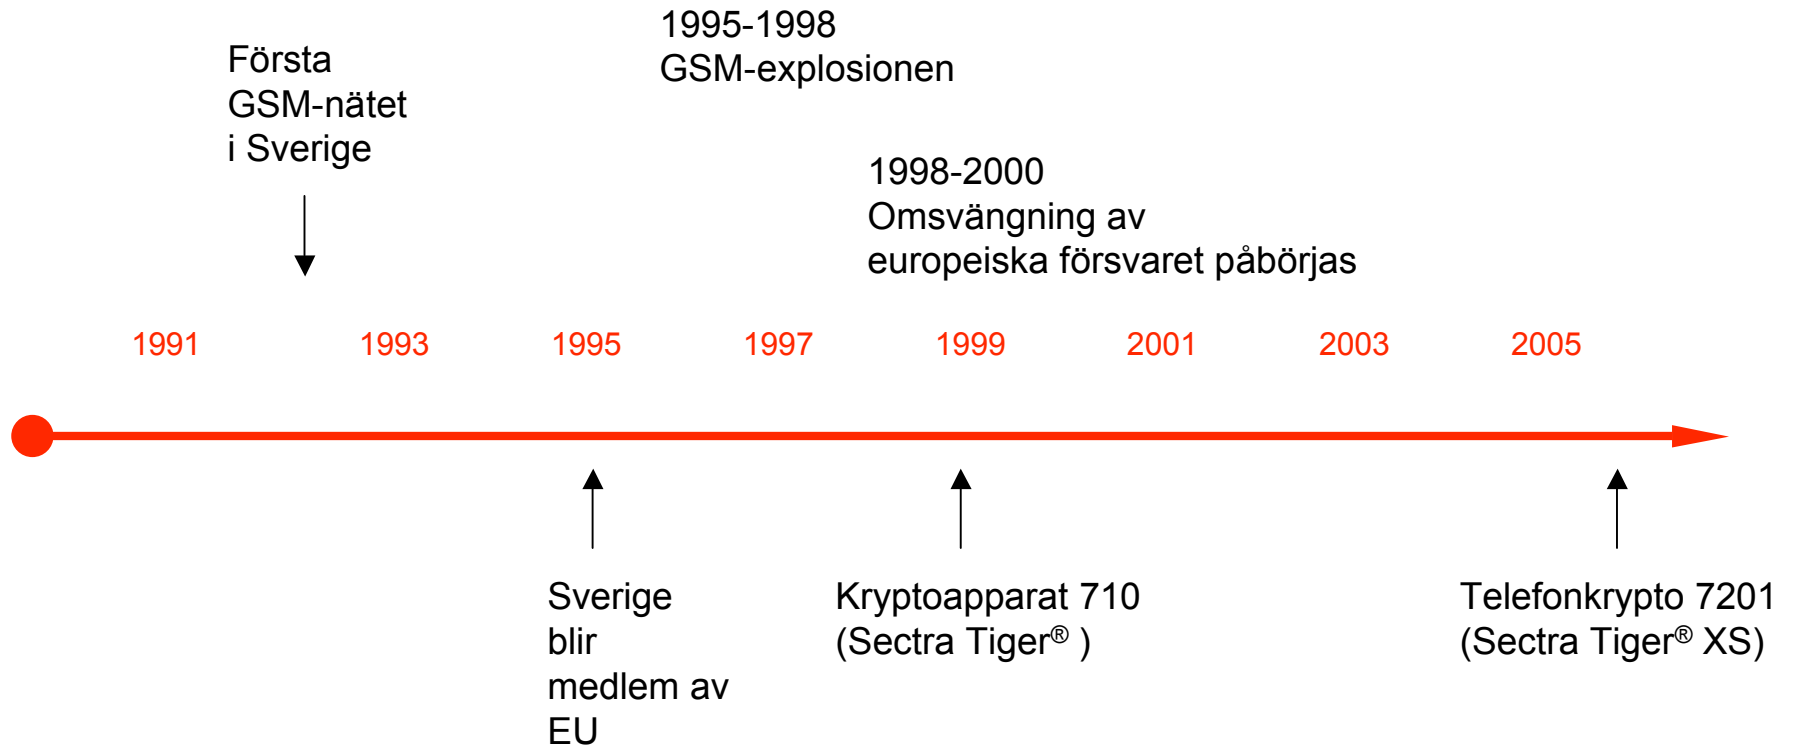 1995-1998
GSM-explosionen
Första
GSM-nätet
i Sverige
1998-2000
Omsvängning av
europeiska försvaret påbörjas
1991 1993 1995 1997 1999 2001 2003 2005
Sverige
blir
medlem av
EU
Kryptoapparat 710
(Sectra Tiger® )
Telefonkrypto 7201
(Sectra Tiger® XS)